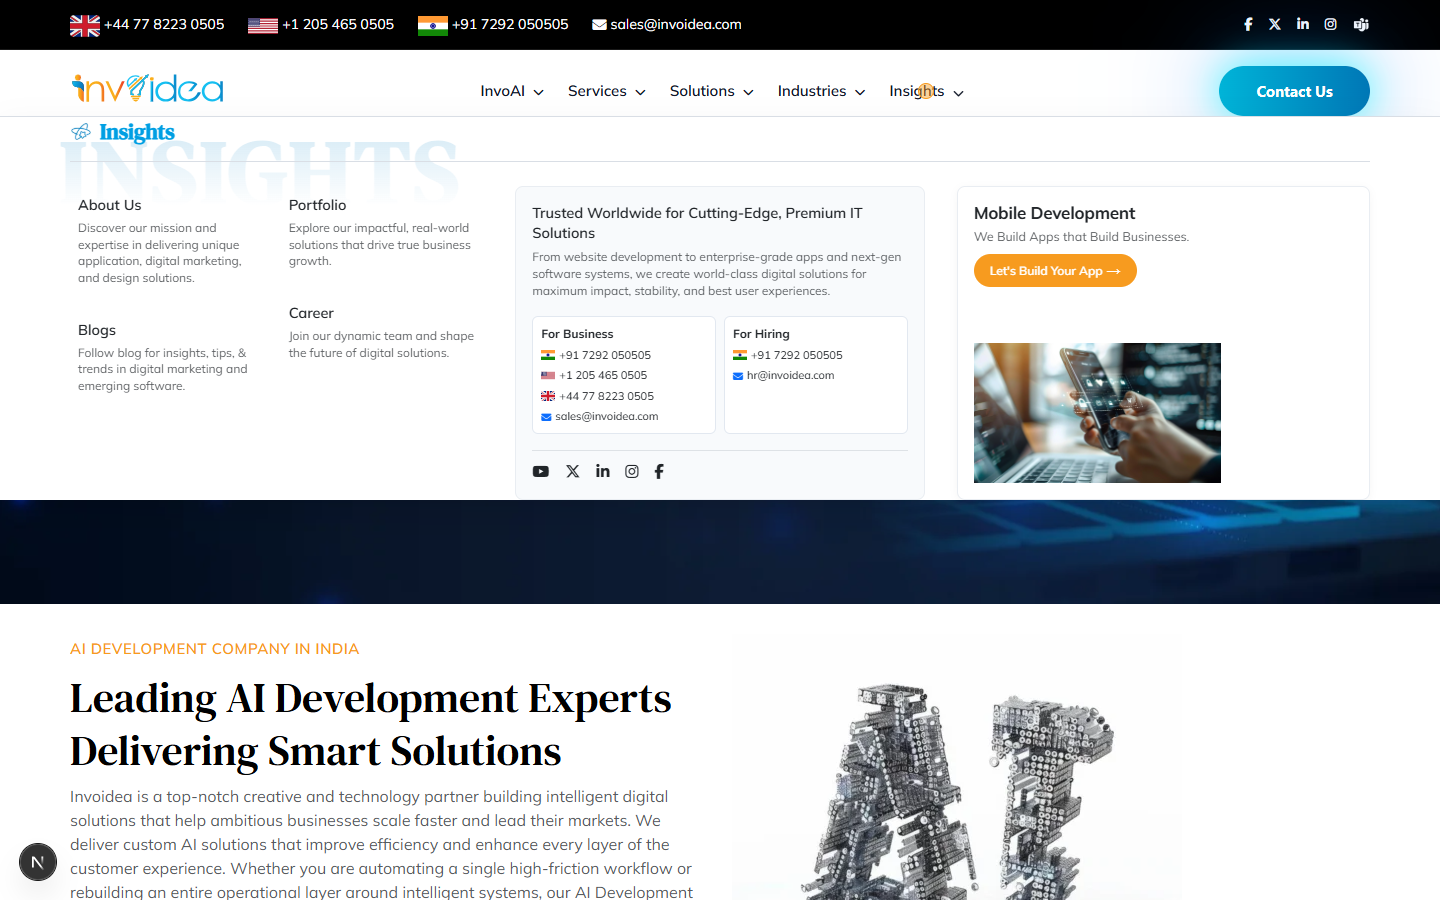 +44 77 8223 0505 +1 205 465 0505 +91 7292 050505 sales@invoidea.com
invoidea InvoAI Services Solutions Industries Insights Contact Us
Insights
INSIGHTS
About Us
Discover our mission and
expertise in delivering unique
application, digital marketing,
and design solutions.
Blogs
Follow blog for insights, tips, &
trends in digital marketing and
emerging software.
Portfolio
Explore our impactful, real-world
solutions that drive true business
growth.
Career
Join our dynamic team and shape
the future of digital solutions.
Trusted Worldwide for Cutting-Edge, Premium IT
Solutions
From website development to enterprise-grade apps and next-gen
software systems, we create world-class digital solutions for
maximum impact, stability, and best user experiences.
For Business
+91 7292 050505
+1 205 465 0505
+44 77 8223 0505
sales@invoidea.com
For Hiring
+91 7292 050505
hr@invoidea.com
Mobile Development
We Build Apps that Build Businesses.
Let's Build Your App →
AI DEVELOPMENT COMPANY IN INDIA
Leading AI Development Experts
Delivering Smart Solutions
Invoidea is a top-notch creative and technology partner building intelligent digital
solutions that help ambitious businesses scale faster and lead their markets. We
deliver custom AI solutions that improve efficiency and enhance every layer of the
customer experience. Whether you are automating a single high-friction workflow or
rebuilding an entire operational layer around intelligent systems, our AI Development
N
AI